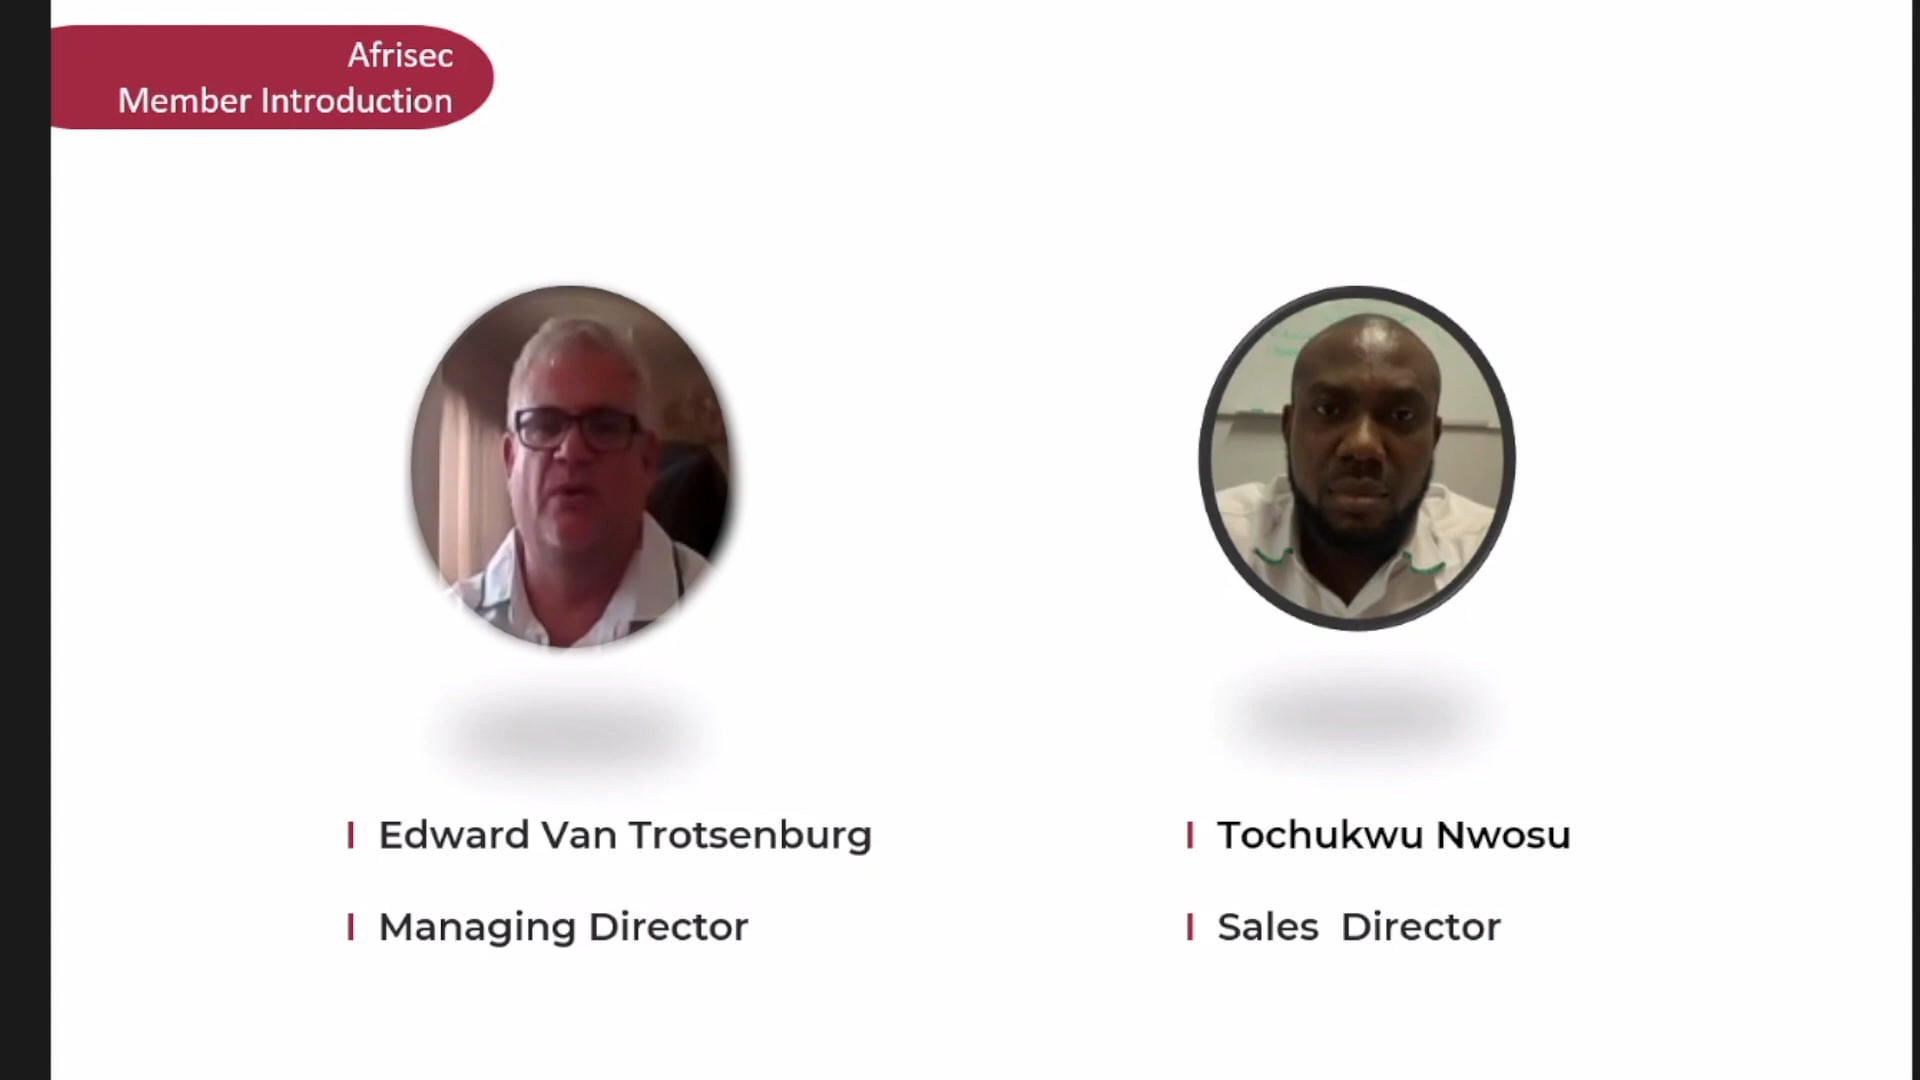 Afrisec
Member Introduction
Edward Van Trotsenburg
Managing Director
Tochukwu Nwosu
Sales Director